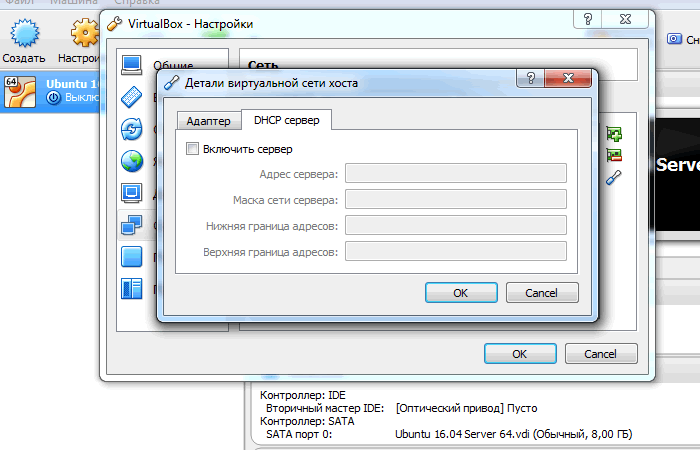 Файл Машина Справка
VirtualBox - Настройки
Создать
Настрои
Сн
64
Ubuntu 16
Выклю
Общие
Сеть
Детали виртуальной сети хоста
Адаптер
DHCP сервер
Включить сервер
Адрес сервера:
Маска сети сервера:
Нижняя граница адресов:
Верхняя граница адресов:
OK
Cancel
Serve
OK
Cancel
Контроллер: IDE
Вторичный мастер IDE: [Оптический привод] Пусто
Контроллер: SATA
SATA порт 0: Ubuntu 16.04 Server 64.vdi (Обычный, 8,00 ГБ)